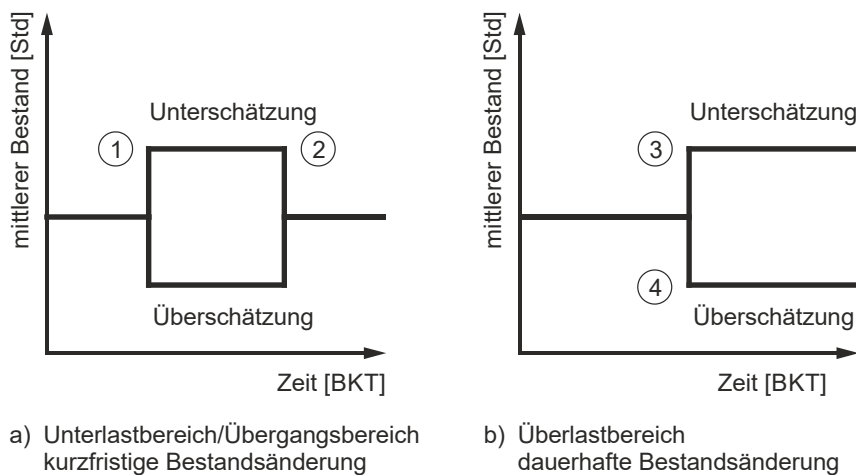 mittlerer Bestand [Std]
Unterschätzung
1
2
Überschätzung
Zeit [BKT]
a) Unterlastbereich/Übergangsbereich
kurzfristige Bestandsänderung
mittlerer Bestand [Std]
Unterschätzung
3
4
Überschätzung
Zeit [BKT]
b) Überlastbereich
dauerhafte Bestandsänderung